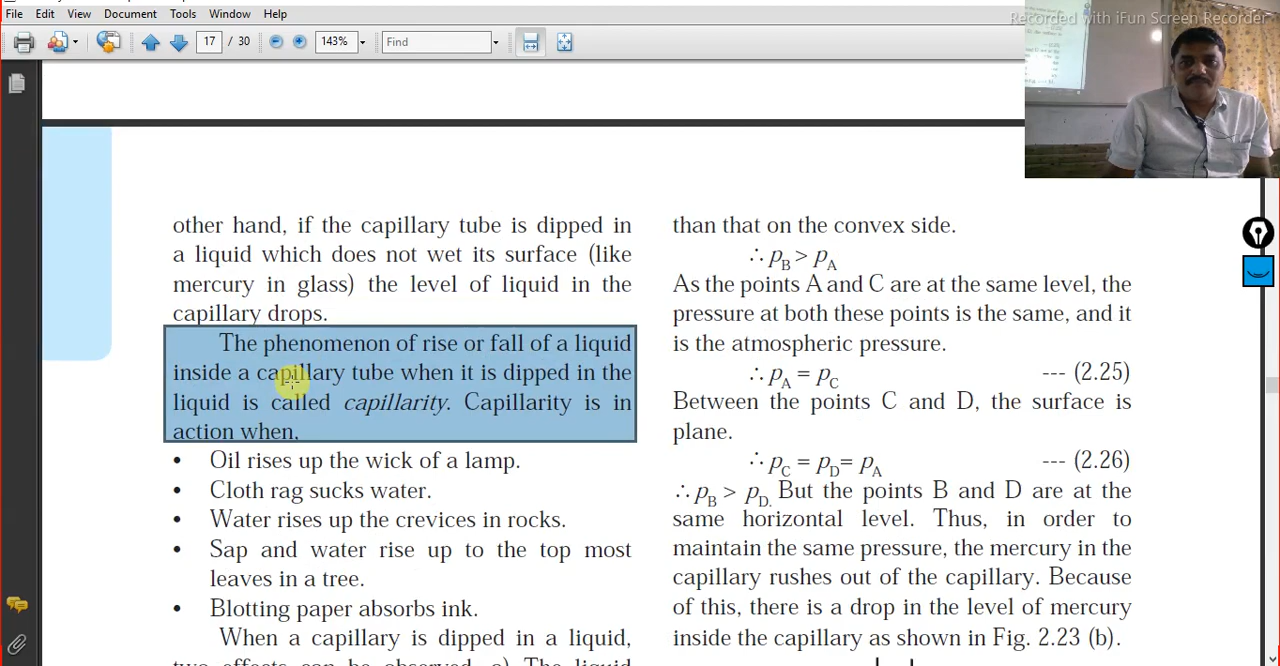 File Edit View Document Tools Window Help
Recorded with iFun Screen Recorder
17 / 30 143% Find
other hand, if the capillary tube is dipped in
a liquid which does not wet its surface (like
mercury in glass) the level of liquid in the
capillary drops.
The phenomenon of rise or fall of a liquid
inside a capillary tube when it is dipped in the
liquid is called capillarity. Capillarity is in
action when,
• Oil rises up the wick of a lamp.
• Cloth rag sucks water.
• Water rises up the crevices in rocks.
• Sap and water rise up to the top most
leaves in a tree.
• Blotting paper absorbs ink.
When a capillary is dipped in a liquid,
two effects can be observed. a) The liquid
than that on the convex side.
∴ pB > pA
As the points A and C are at the same level, the
pressure at both these points is the same, and it
is the atmospheric pressure.
∴ pA = pC --- (2.25)
Between the points C and D, the surface is
plane.
∴ pC = pD= pA --- (2.26)
∴ pB > pD. But the points B and D are at the
same horizontal level. Thus, in order to
maintain the same pressure, the mercury in the
capillary rushes out of the capillary. Because
of this, there is a drop in the level of mercury
inside the capillary as shown in Fig. 2.23 (b).